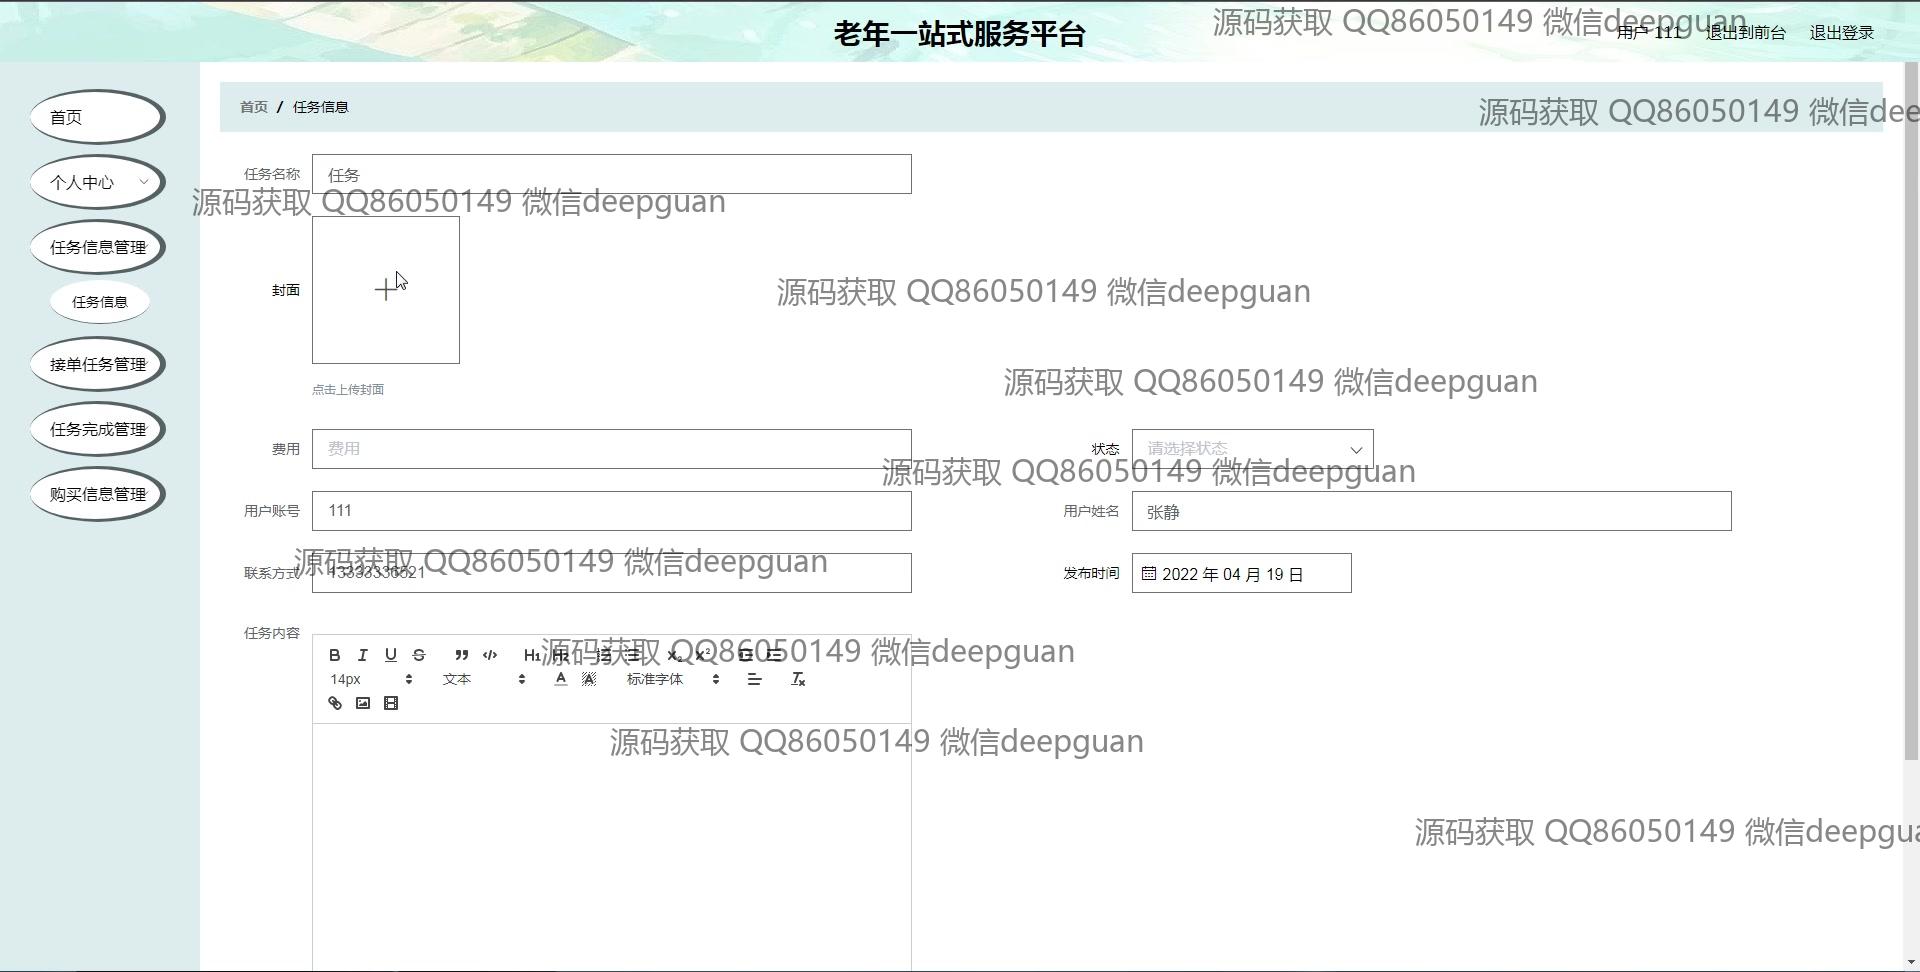 老年一站式服务平台
源码获取 QQ86050149 微信deepguan
用户 111 退出到前台 退出登录
首页
个人中心
任务信息管理
任务信息
接单任务管理
任务完成管理
购买信息管理
首页 / 任务信息
源码获取 QQ86050149 微信dee
任务名称 任务
源码获取 QQ86050149 微信deepguan
封面
源码获取 QQ86050149 微信deepguan
点击上传封面
源码获取 QQ86050149 微信deepguan
费用 费用
状态 请选择状态
源码获取 QQ86050149 微信deepguan
用户账号 111
用户姓名 张静
源码获取 QQ86050149 微信deepguan
联系方式 13333336521
发布时间 2022 年 04 月 19 日
任务内容
源码获取 QQ86050149 微信deepguan
B I U S H1 H2 X2 X2
14px 文本 A A 标准字体 Tx
源码获取 QQ86050149 微信deepguan
源码获取 QQ86050149 微信deepgua